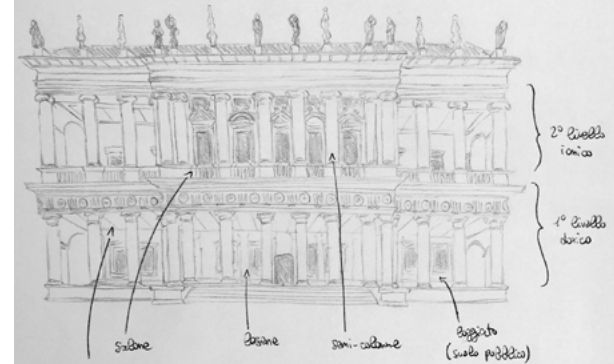 2° livello
ionico
1° livello
dorico
salone
semi-colonne
loggiato
(suolo pubblico)